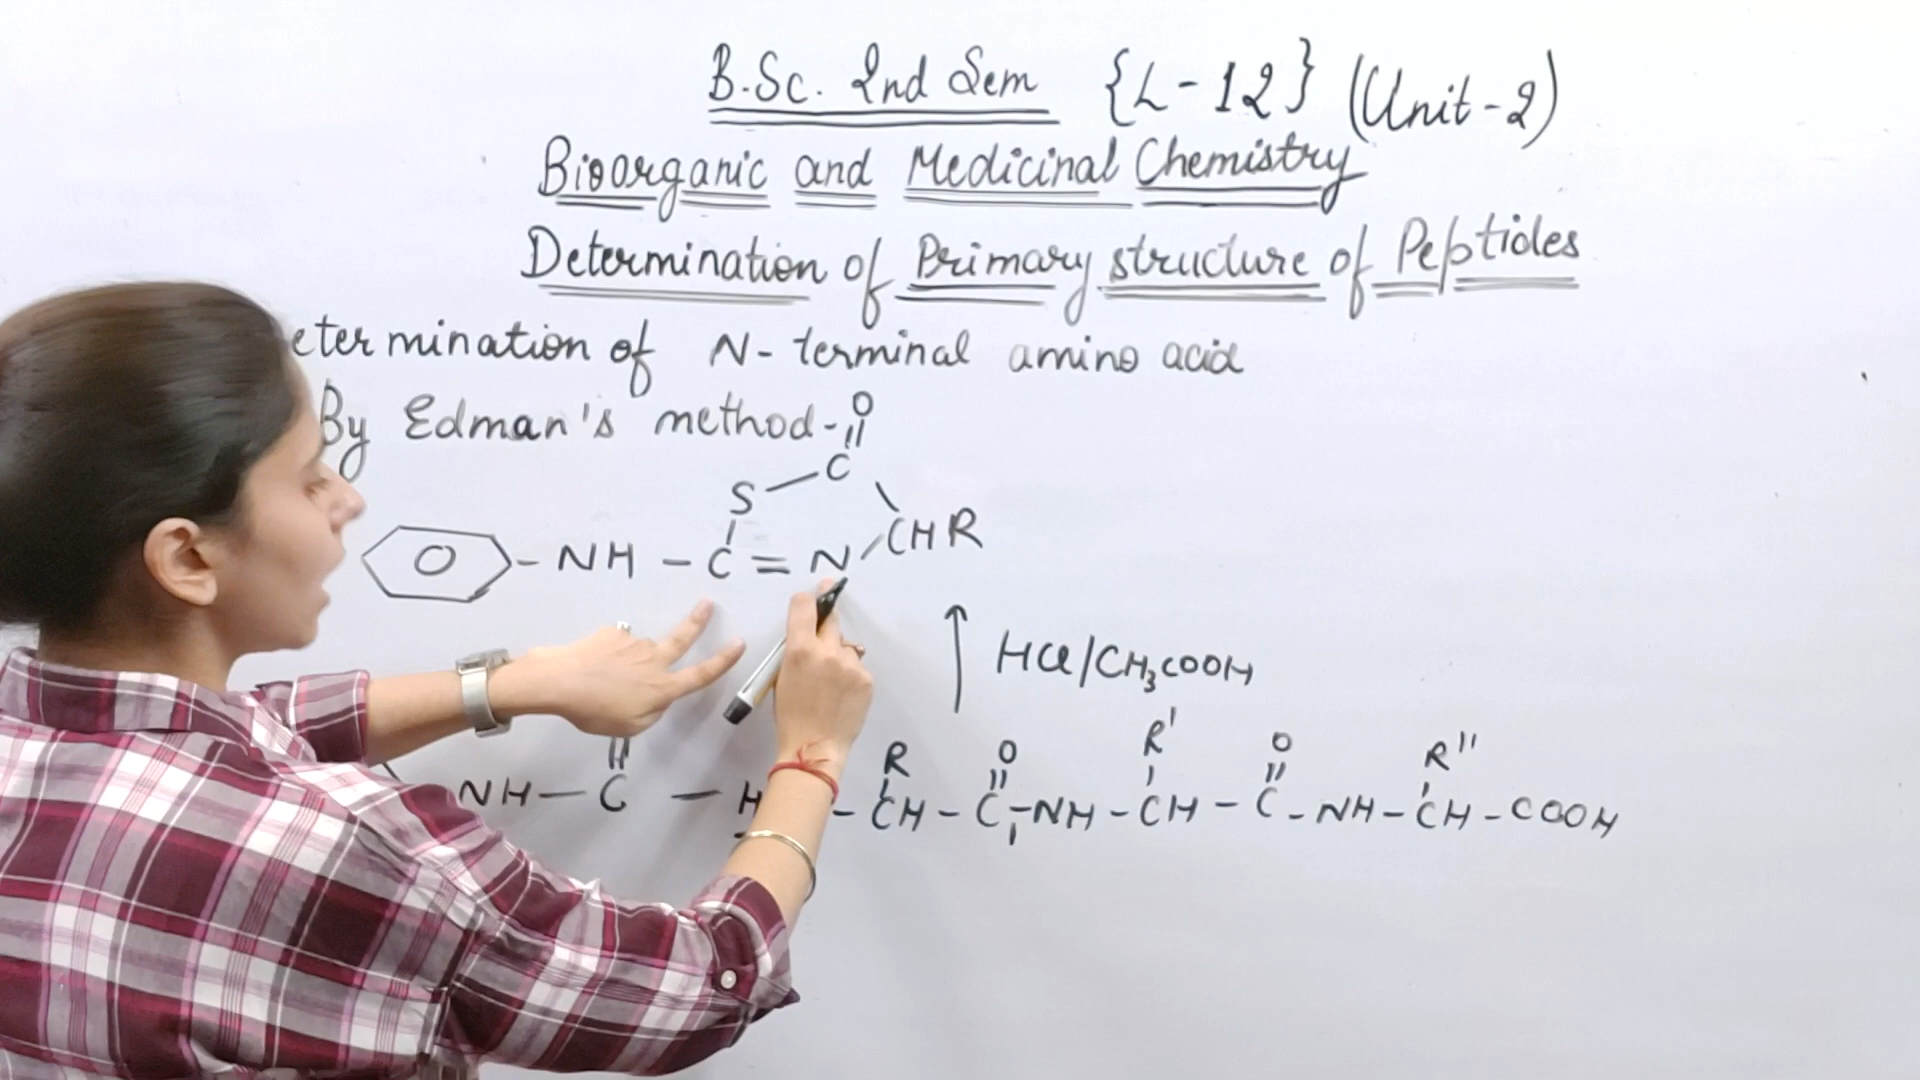 B.Sc. 2nd Sem {L-12} (Unit-2)
Bioorganic and Medicinal Chemistry
Determination of Primary structure of Peptides
etermination of N-terminal amino acid
By Edman's method-
O
C
S
CHR
-NH-C=N
O
HCl/CH₃COOH
R O R' O R"
NH-C-H -CH-C-NH-CH-C-NH-CH-COOH